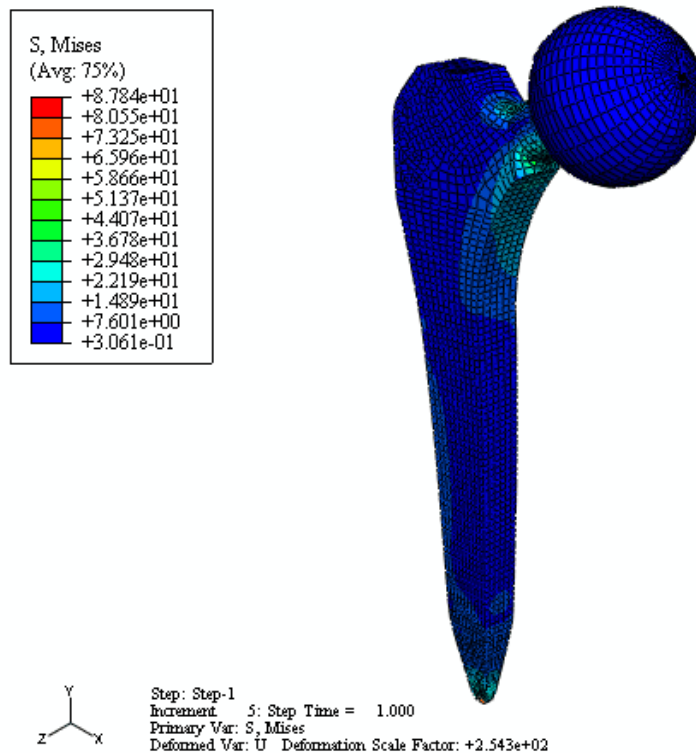 S, Mises
(Avg: 75%)
+8.784e+01
+8.055e+01
+7.325e+01
+6.596e+01
+5.866e+01
+5.137e+01
+4.407e+01
+3.678e+01
+2.948e+01
+2.219e+01
+1.489e+01
+7.601e+00
+3.061e-01
Y
Z X
Step: Step-1
Increment 5: Step Time = 1.000
Primary Var: S, Mises
Deformed Var: U Deformation Scale Factor: +2.543e+02